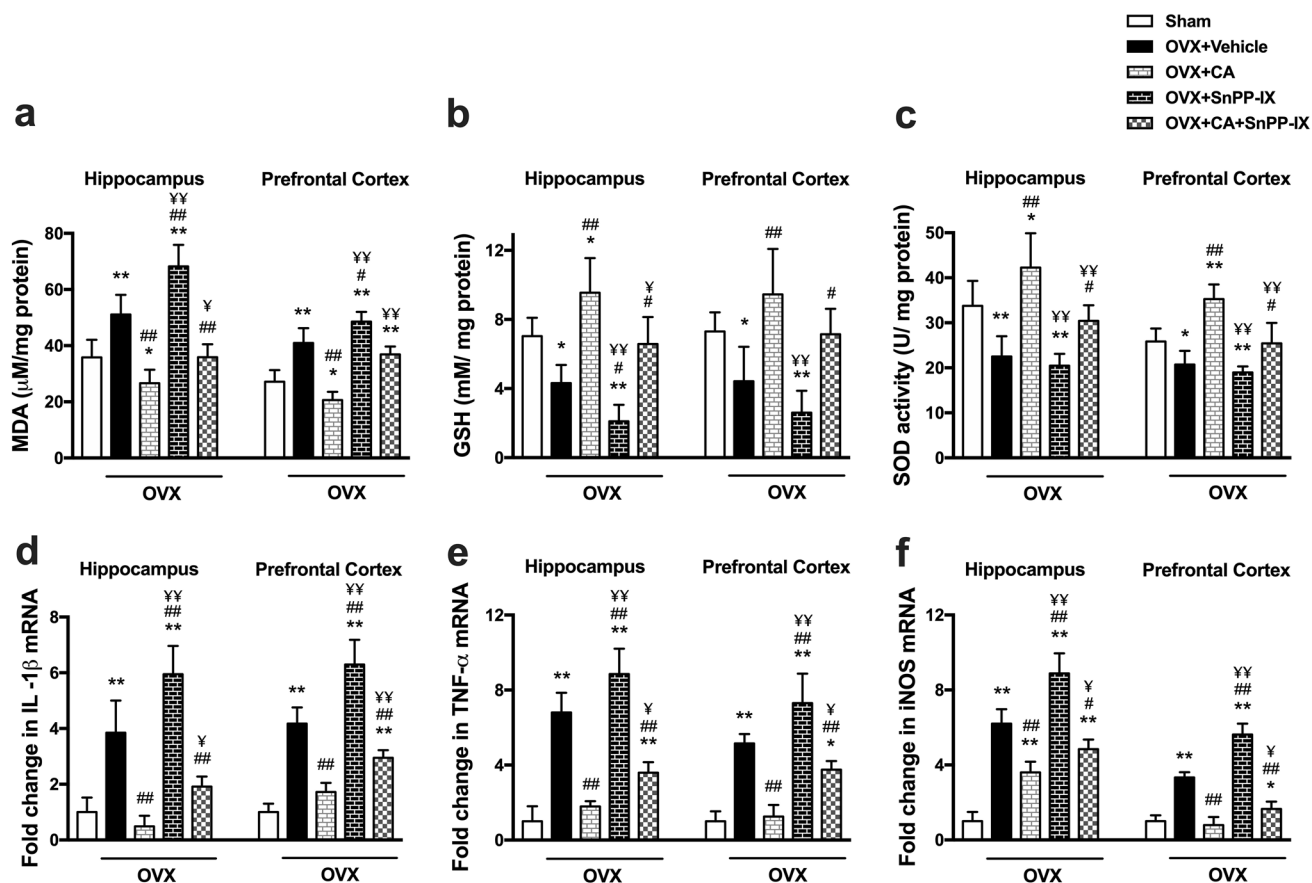 Sham
OVX+Vehicle
OVX+CA
OVX+SnPP-IX
OVX+CA+SnPP-IX
a
Hippocampus
Prefrontal Cortex
MDA (μM/mg protein)
80
60
40
20
0
**
##
*
¥¥
##
**
¥
##
**
##
*
¥¥
#
**
¥¥
**
OVX
OVX
b
Hippocampus
Prefrontal Cortex
GSH (mM/ mg protein)
12
8
4
0
*
##
*
¥¥
#
**
¥
#
*
##
¥¥
**
#
OVX
OVX
c
Hippocampus
Prefrontal Cortex
SOD activity (U/ mg protein)
50
40
30
20
10
0
**
##
*
¥¥
**
¥¥
#
*
##
**
¥¥
**
¥¥
#
OVX
OVX
d
Hippocampus
Prefrontal Cortex
Fold change in IL -1β mRNA
8
6
4
2
0
**
##
¥¥
##
**
¥
##
**
##
¥¥
##
**
¥¥
##
**
OVX
OVX
e
Hippocampus
Prefrontal Cortex
Fold change in TNF-α mRNA
12
8
4
0
**
##
¥¥
##
**
¥
##
**
**
##
¥¥
##
**
¥
##
*
OVX
OVX
f
Hippocampus
Prefrontal Cortex
Fold change in iNOS mRNA
12
8
4
0
**
##
**
¥¥
##
**
¥
#
**
**
##
¥¥
##
**
¥
##
*
OVX
OVX